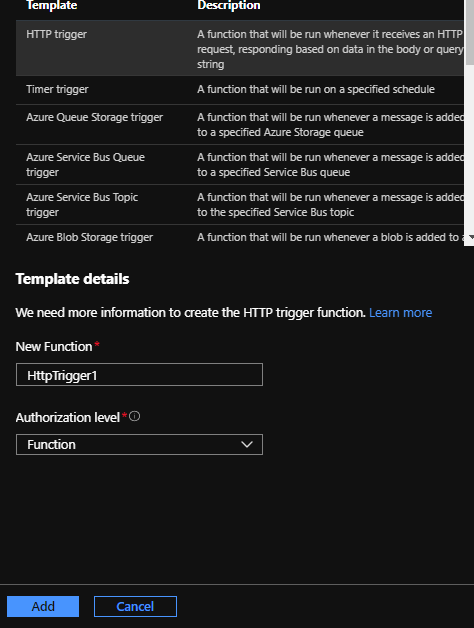 Template Description
HTTP trigger A function that will be run whenever it receives an HTTP
request, responding based on data in the body or query
string
Timer trigger A function that will be run on a specified schedule
Azure Queue Storage trigger A function that will be run whenever a message is added
to a specified Azure Storage queue
Azure Service Bus Queue A function that will be run whenever a message is added
trigger to a specified Service Bus queue
Azure Service Bus Topic A function that will be run whenever a message is added
trigger to the specified Service Bus topic
Azure Blob Storage trigger A function that will be run whenever a blob is added to a
Template details
We need more information to create the HTTP trigger function. Learn more
New Function *
HttpTrigger1
Authorization level *
Function
Add Cancel